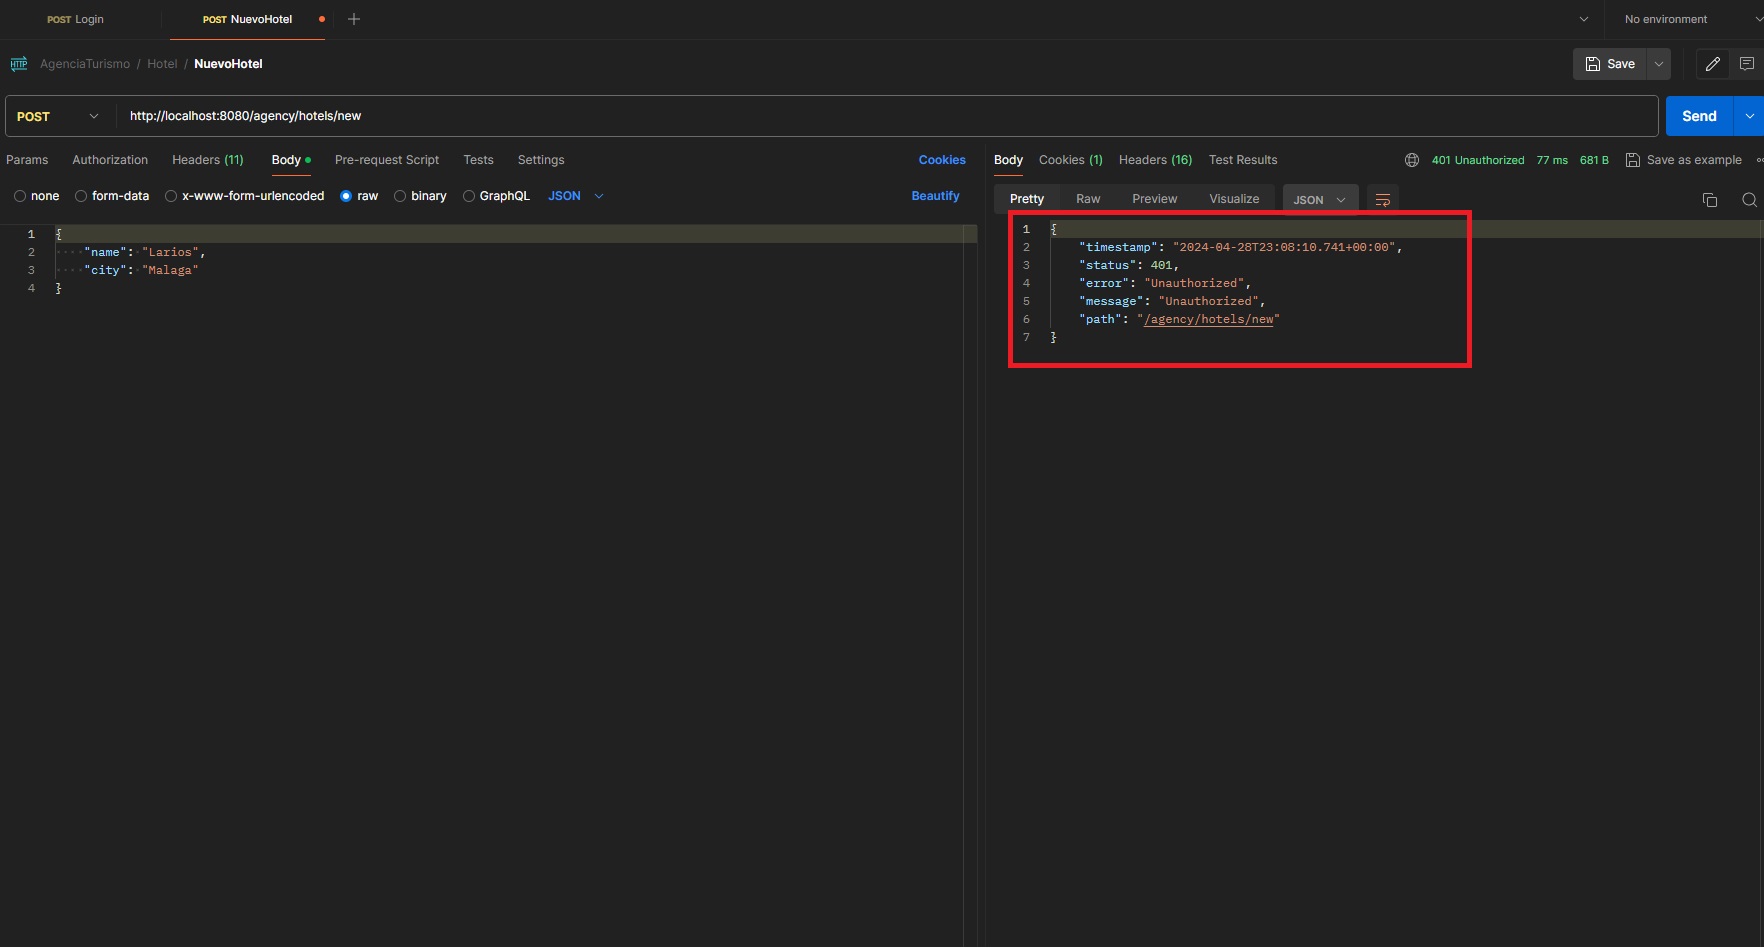 POST Login
POST NuevoHotel
No environment
HTTP AgenciaTurismo / Hotel / NuevoHotel
Save
POST http://localhost:8080/agency/hotels/new
Send
Params Authorization Headers (11) Body Pre-request Script Tests Settings Cookies
none form-data x-www-form-urlencoded raw binary GraphQL JSON Beautify
1 {
2 ····"name":·"Larios",
3 ····"city":·"Malaga"
4 }
Body Cookies (1) Headers (16) Test Results 401 Unauthorized 77 ms 681 B Save as example
Pretty Raw Preview Visualize JSON
1 {
2 "timestamp": "2024-04-28T23:08:10.741+00:00",
3 "status": 401,
4 "error": "Unauthorized",
5 "message": "Unauthorized",
6 "path": "/agency/hotels/new"
7 }